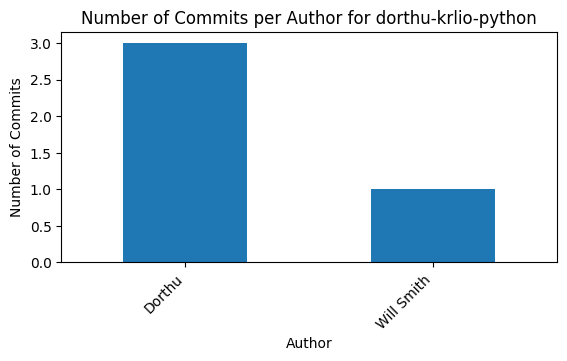 Number of Commits per Author for dorthu-krlio-python
3.0
2.5
2.0
1.5
1.0
0.5
0.0
Number of Commits
Dorthu
Will Smith
Author